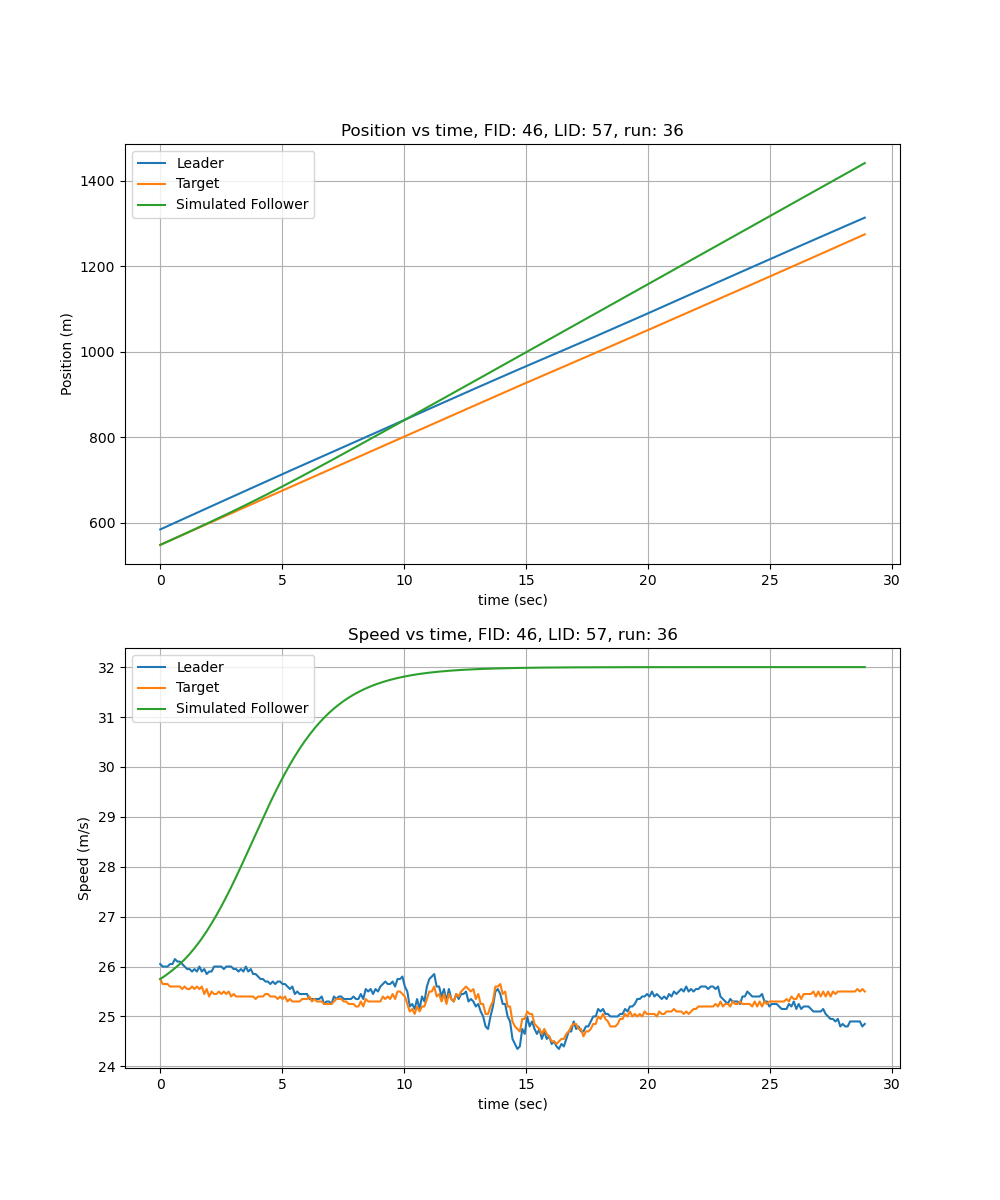 Position vs time, FID: 46, LID: 57, run: 36
Leader
Target
Simulated Follower
1400
1200
1000
800
600
Position (m)
0 5 10 15 20 25 30
time (sec)
Speed vs time, FID: 46, LID: 57, run: 36
Leader
Target
Simulated Follower
32
31
30
29
28
27
26
25
24
Speed (m/s)
0 5 10 15 20 25 30
time (sec)